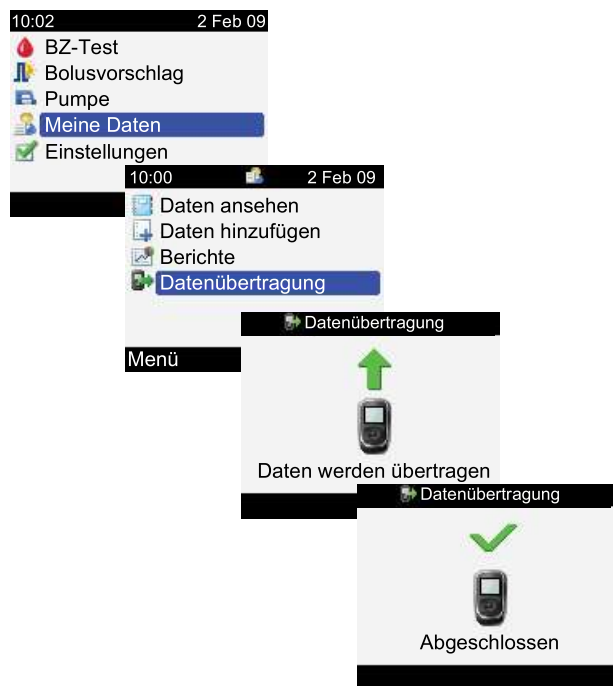 10:02 2 Feb 09
BZ-Test
Bolusvorschlag
Pumpe
Meine Daten
Einstellungen
10:00 2 Feb 09
Daten ansehen
Daten hinzufügen
Berichte
Datenübertragung
Menü
Datenübertragung
Daten werden übertragen
Datenübertragung
Abgeschlossen